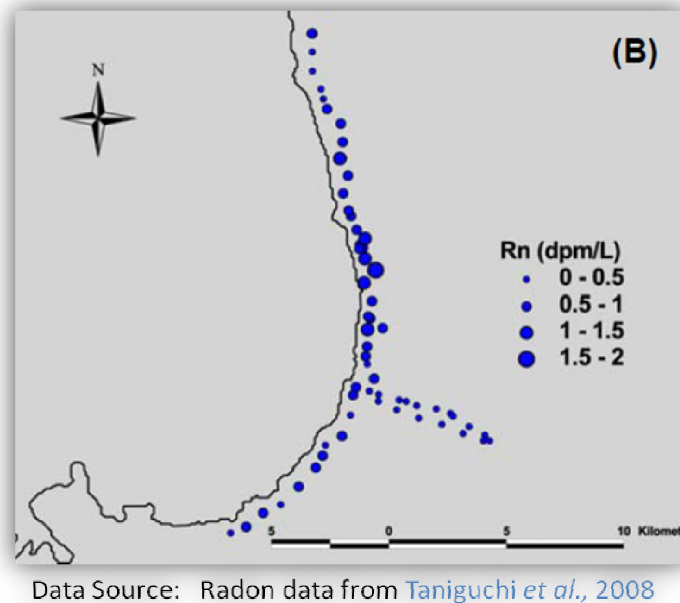 (B)
N
Rn (dpm/L)
0 - 0.5
0.5 - 1
1 - 1.5
1.5 - 2
5 0 5 10 Kilomet
Data Source: Radon data from Taniguchi et al., 2008